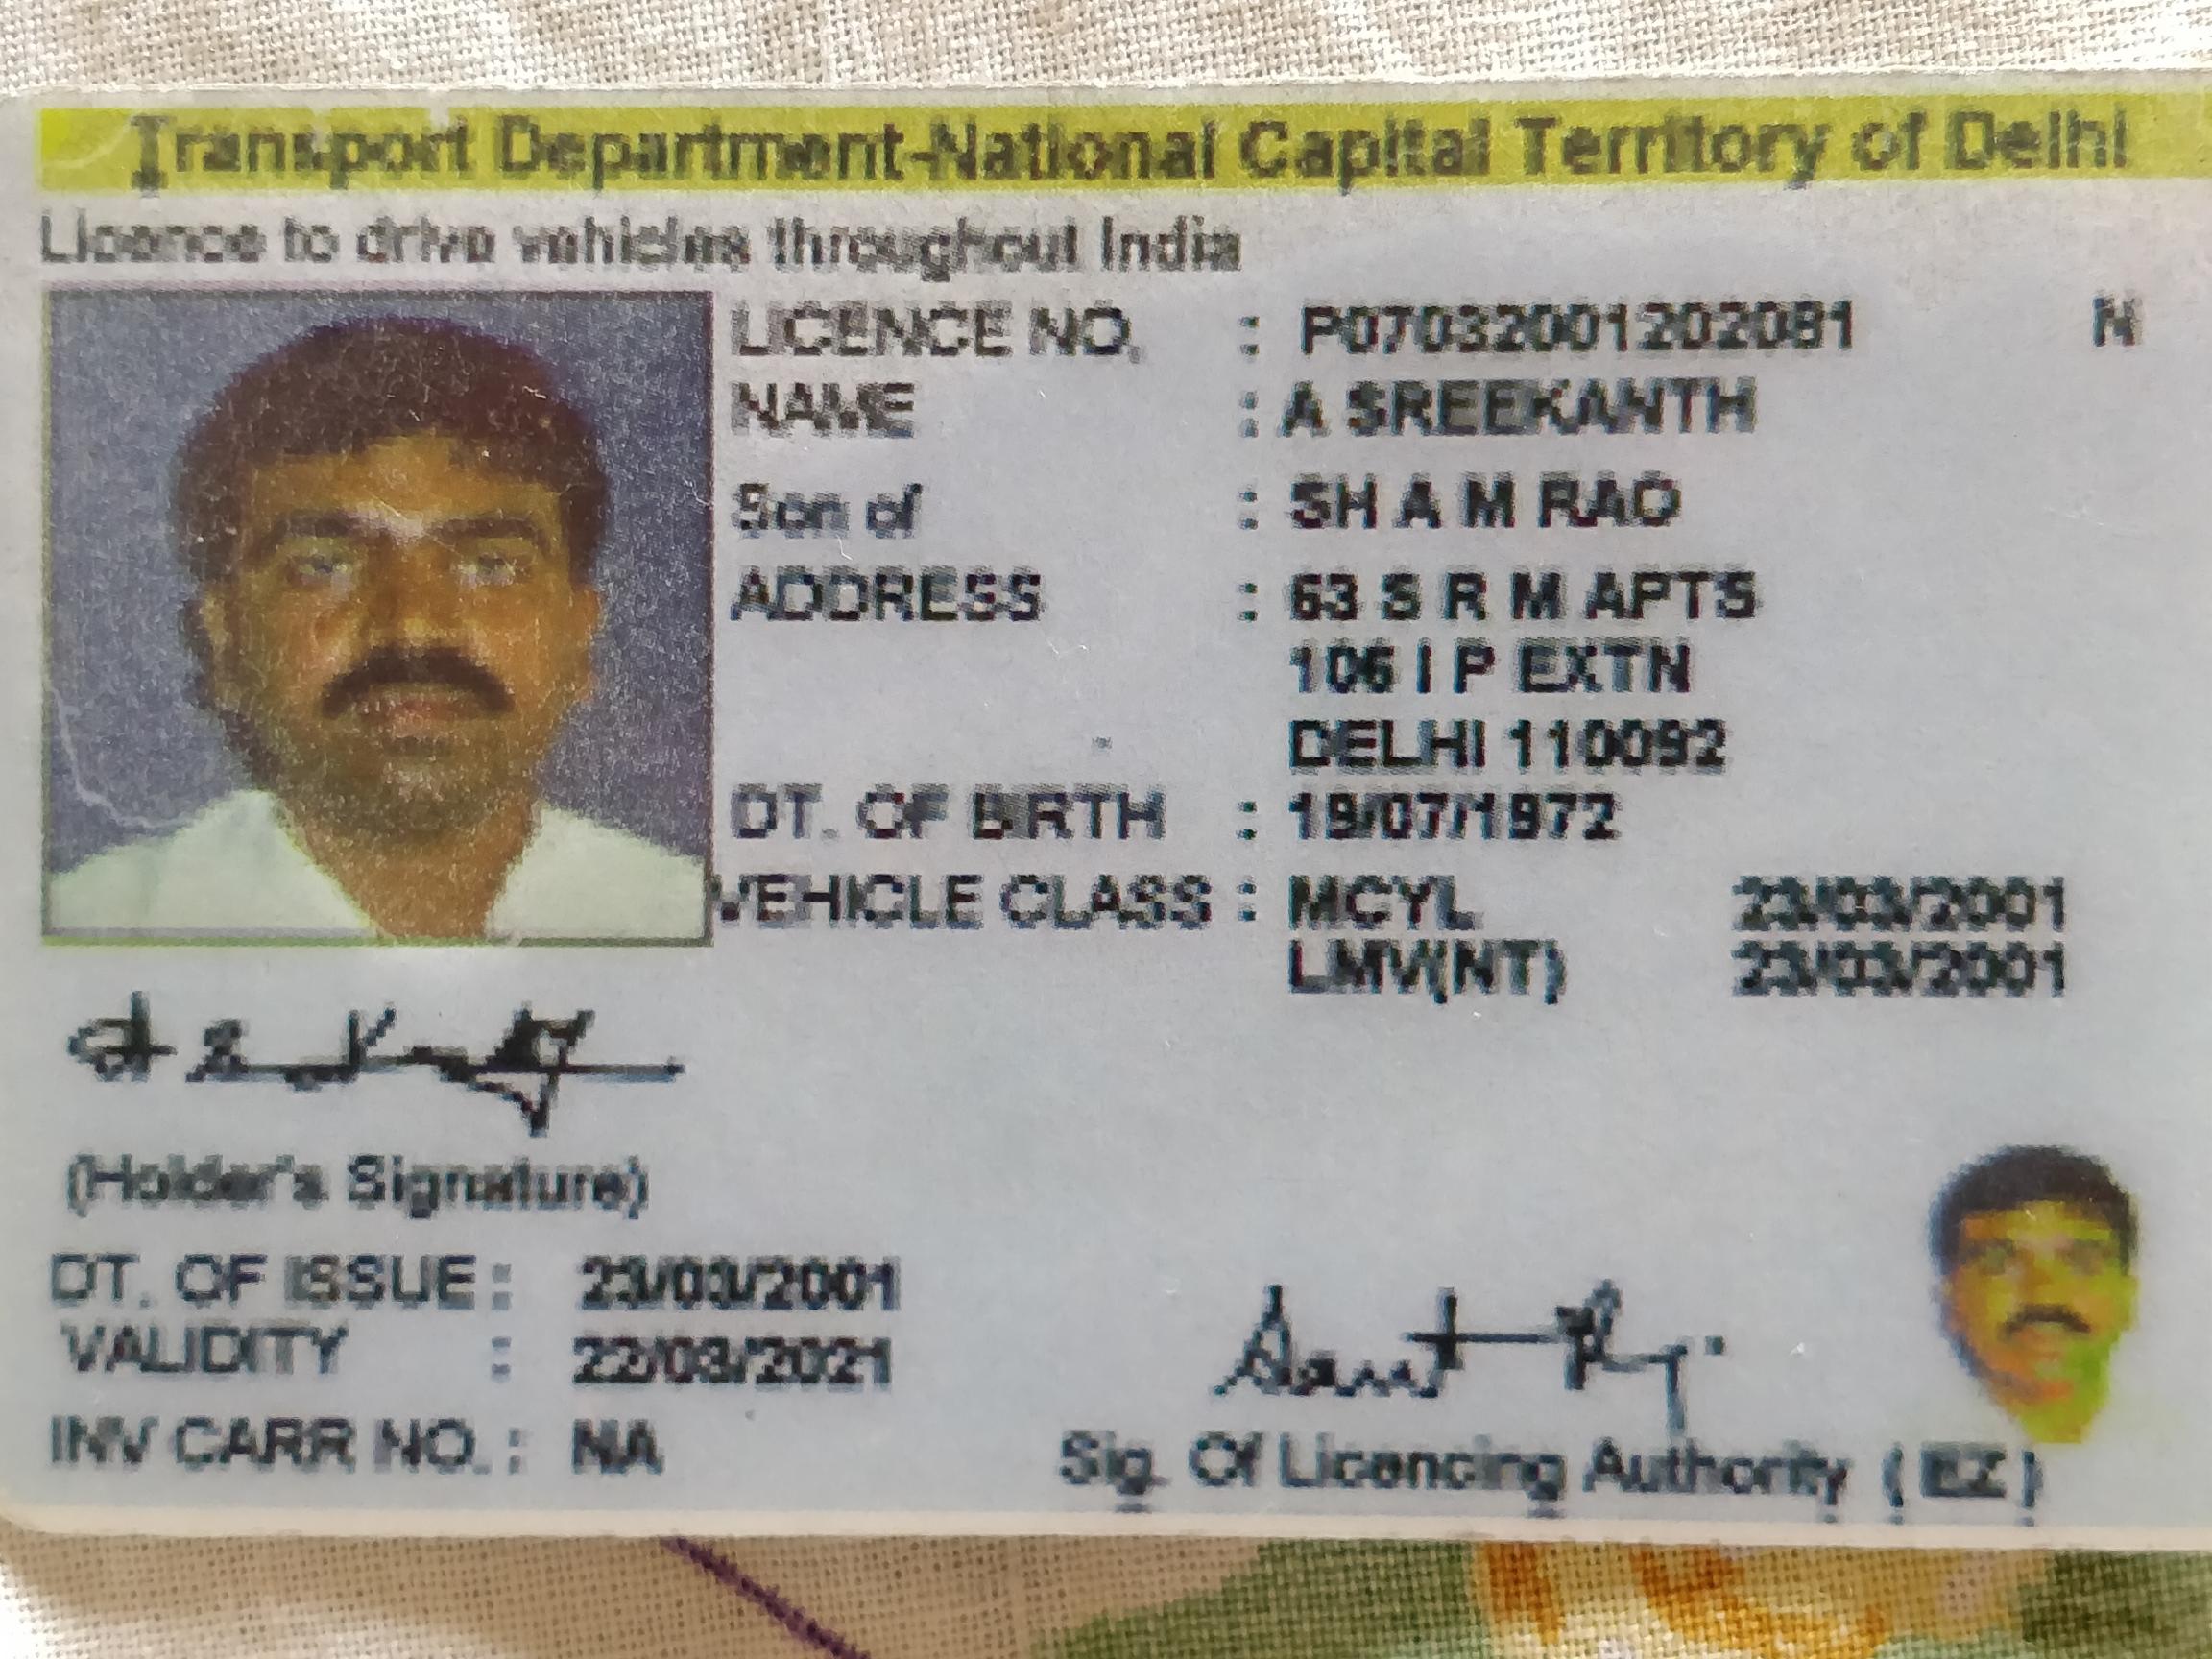 Transport Department-National Capital Territory of Delhi
Licence to drive vehicles throughout India
LICENCE NO. : P07032001202081 N
NAME : A SREEKANTH
Son of : SH A M RAO
ADDRESS : 63 S R M APTS
106 I P EXTN
DELHI 110092
DT. OF BIRTH : 19/07/1972
VEHICLE CLASS : MCYL 23/03/2001
LMV(NT) 23/03/2001
(Holder's Signature)
DT. OF ISSUE : 23/03/2001
VALIDITY : 22/03/2021
INV CARR NO. : NA
Sig. Of Licencing Authority ( EZ )